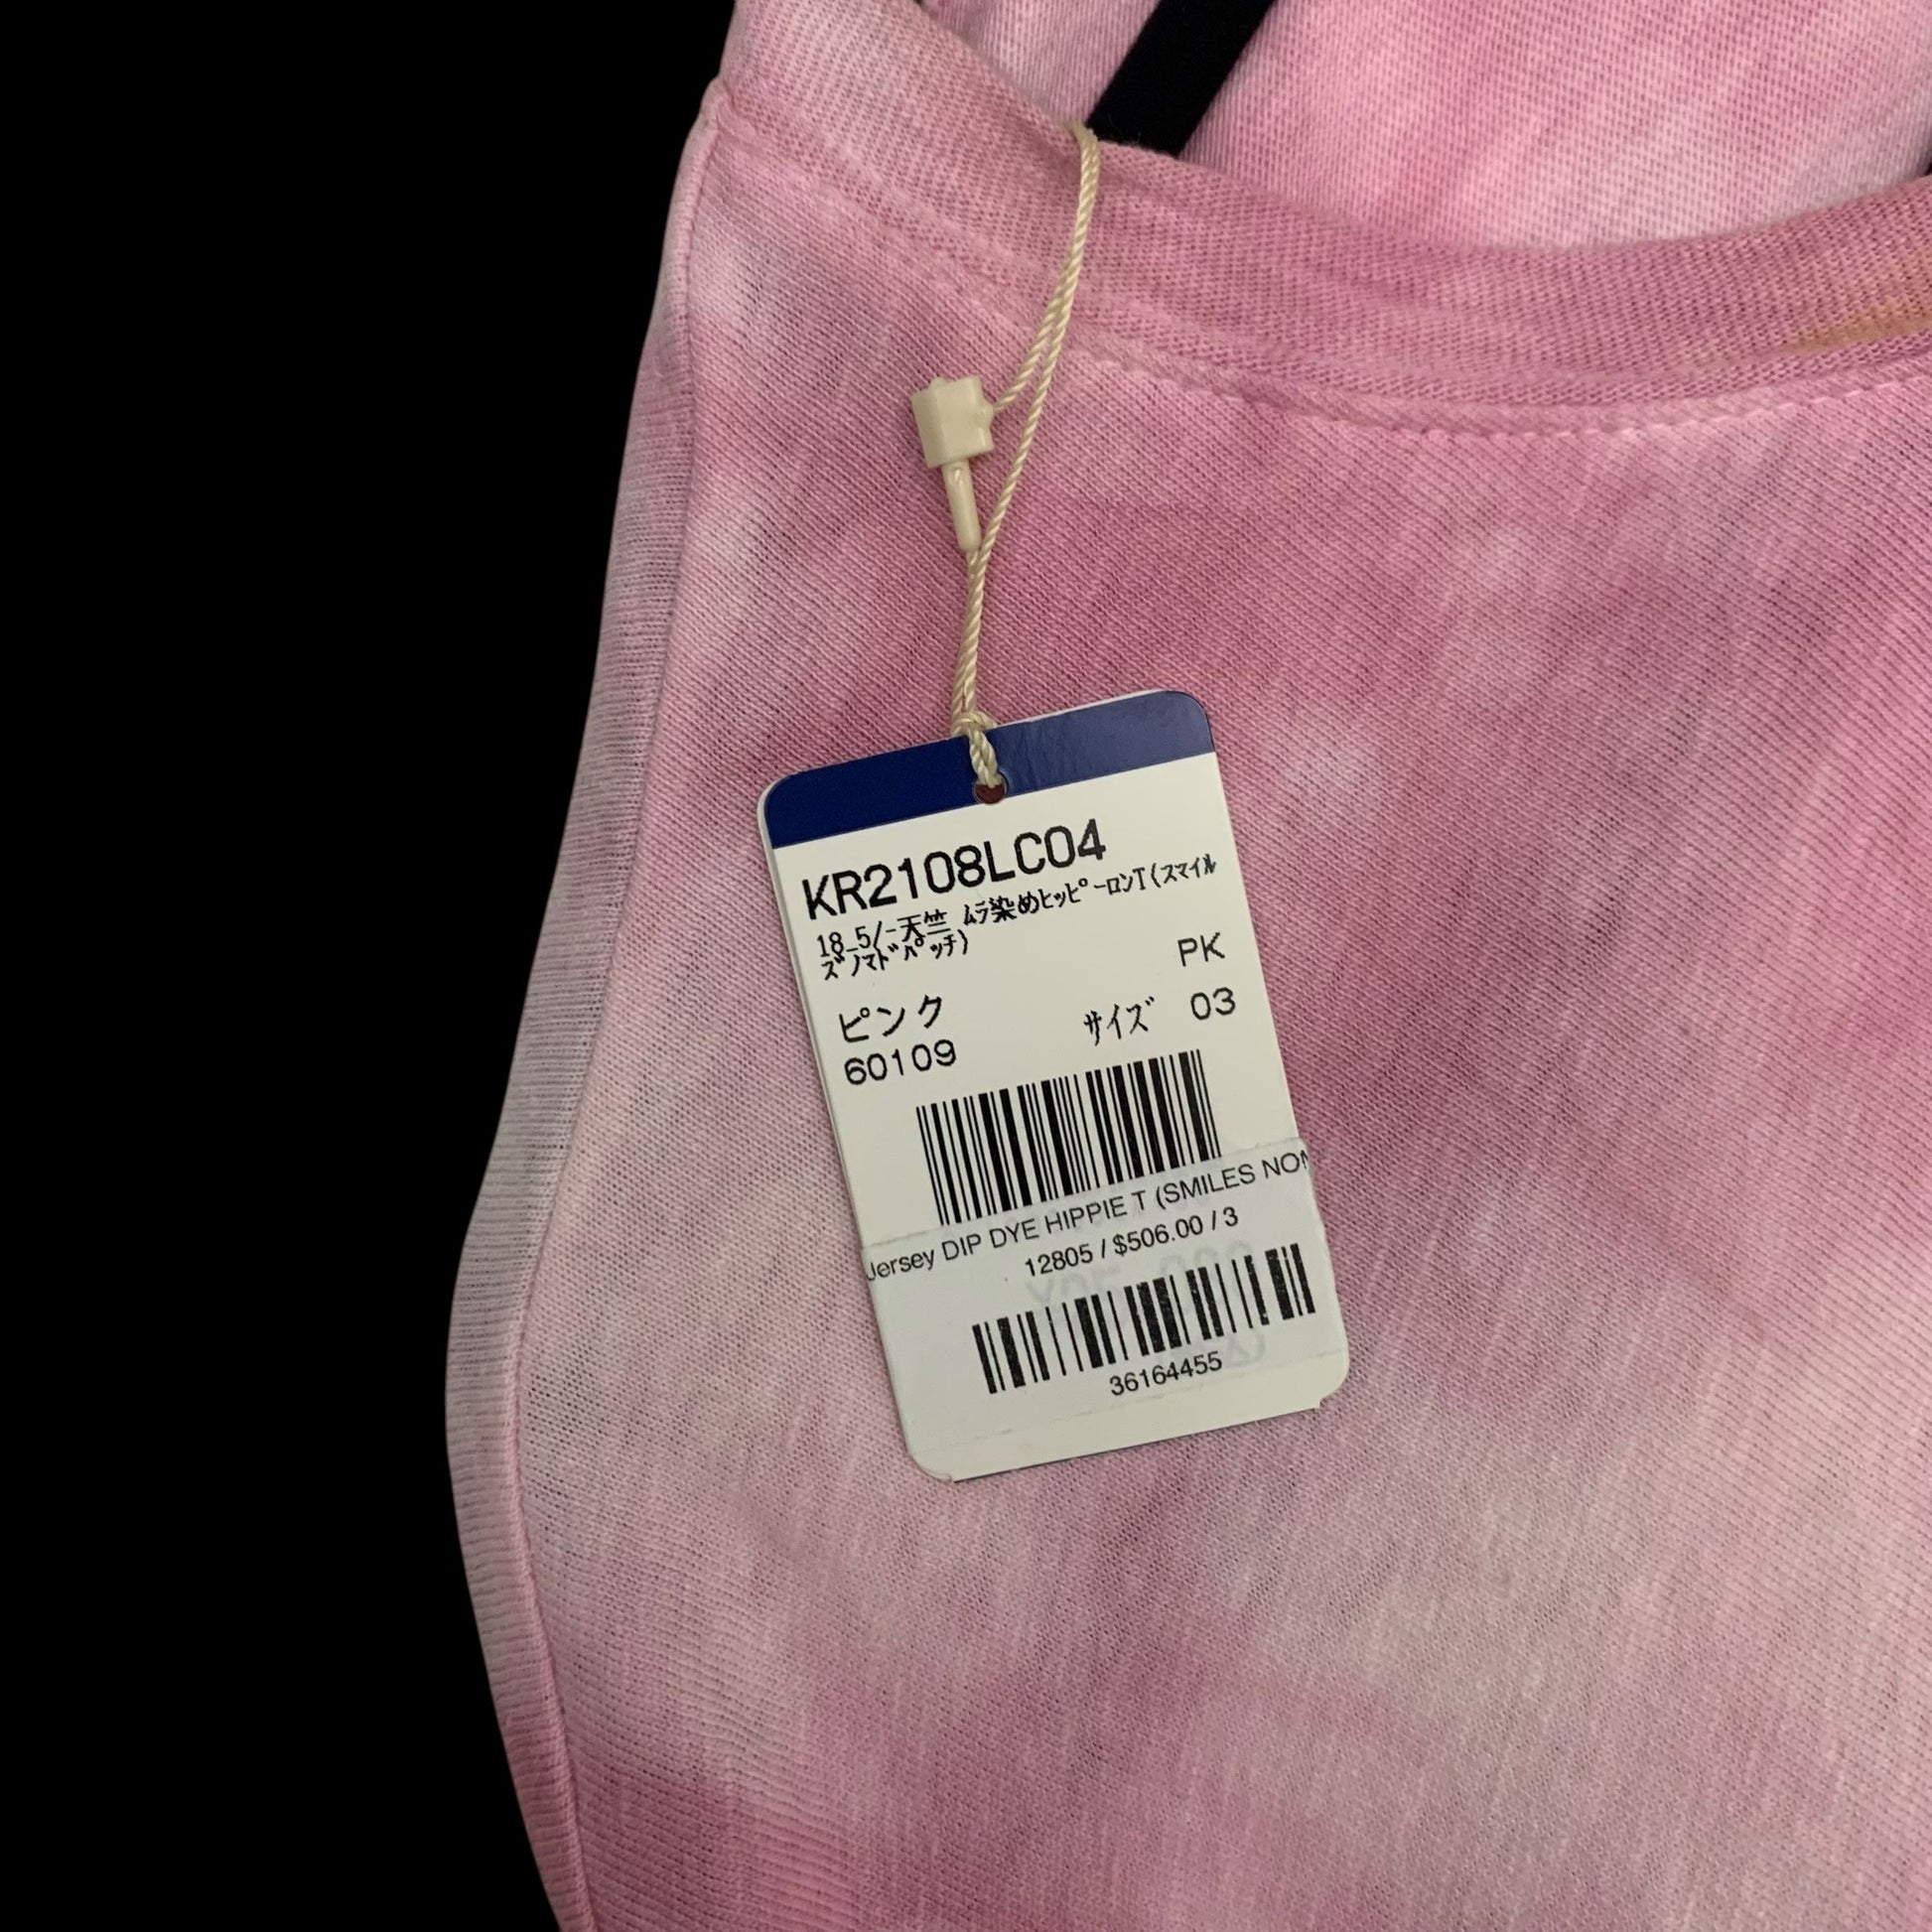 KR2108LC04
18_5/-天竺 ﾑﾗ染めﾋｯﾋﾟｰﾛﾝT(ｽﾏｲﾙ
ｽﾞﾉﾏﾄﾞﾊﾟｯﾁ)
PK
ピンク
サイズ 03
60109
Jersey DIP DYE HIPPIE T (SMILES NOM
12805 / $506.00 / 3
36164455